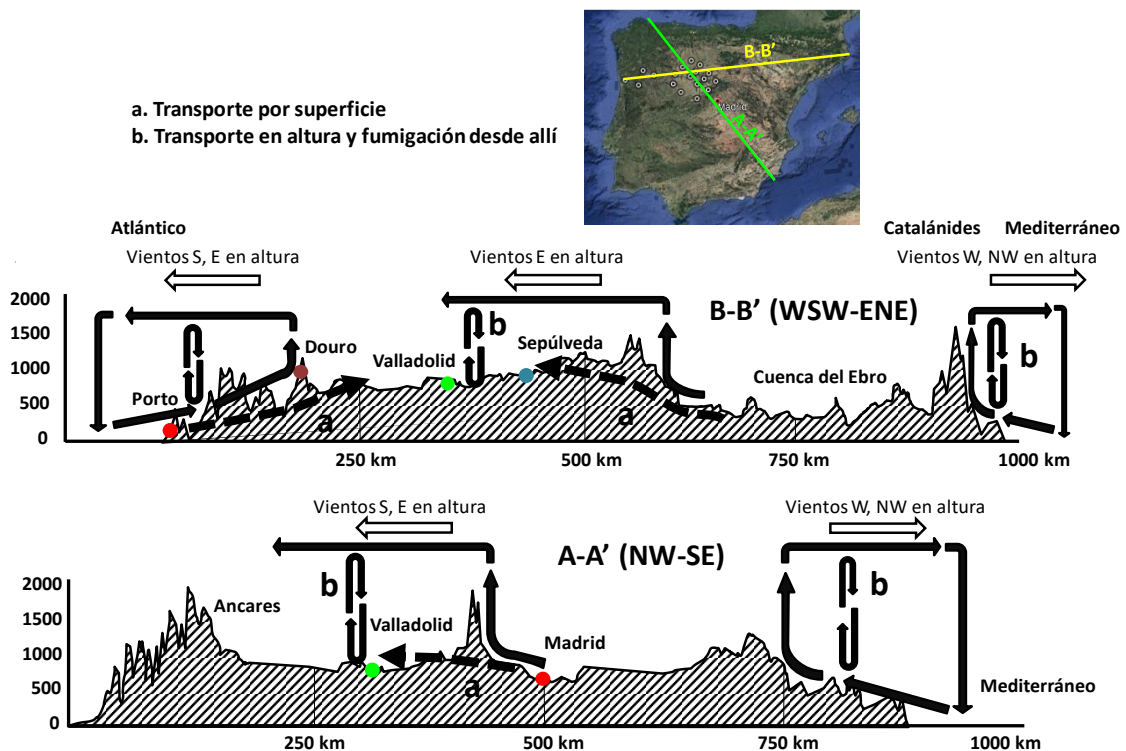 a. Transporte por superficie
b. Transporte en altura y fumigación desde allí
B-B’
Madrid
A-A’
Atlántico
Catalánides
Mediterráneo
Vientos S, E en altura
Vientos E en altura
Vientos W, NW en altura
B-B’ (WSW-ENE)
2000
1500
1000
500
0
Porto
Douro
Valladolid
b
Sepúlveda
Cuenca del Ebro
b
a
a
250 km
500 km
750 km
1000 km
Vientos S, E en altura
Vientos W, NW en altura
A-A’ (NW-SE)
2000
1500
1000
500
0
Ancares
b
Valladolid
a
Madrid
b
Mediterráneo
250 km
500 km
750 km
1000 km